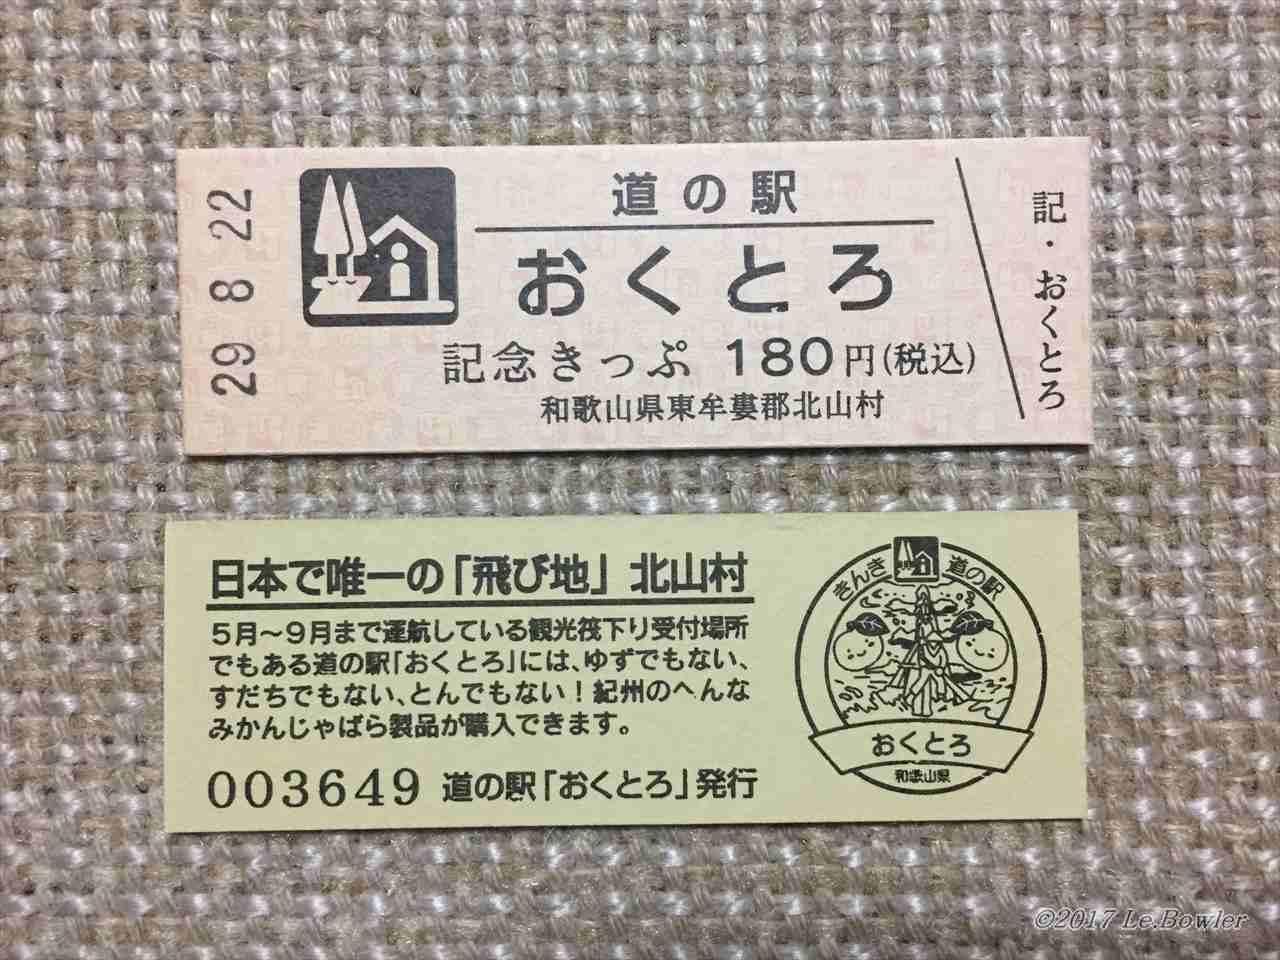 29 8 22
道の駅
おくとろ
記念きっぷ 180円(税込)
和歌山県東牟婁郡北山村
記・おくとろ
日本で唯一の「飛び地」 北山村
5月〜9月まで運航している観光筏下り受付場所
でもある道の駅「おくとろ」には、ゆずでもない、
すだちでもない、とんでもない！紀州のへんな
みかんじゃばら製品が購入できます。
003649 道の駅「おくとろ」発行
きんき 道の駅
おくとろ
和歌山県
©2017 Le.Bowler